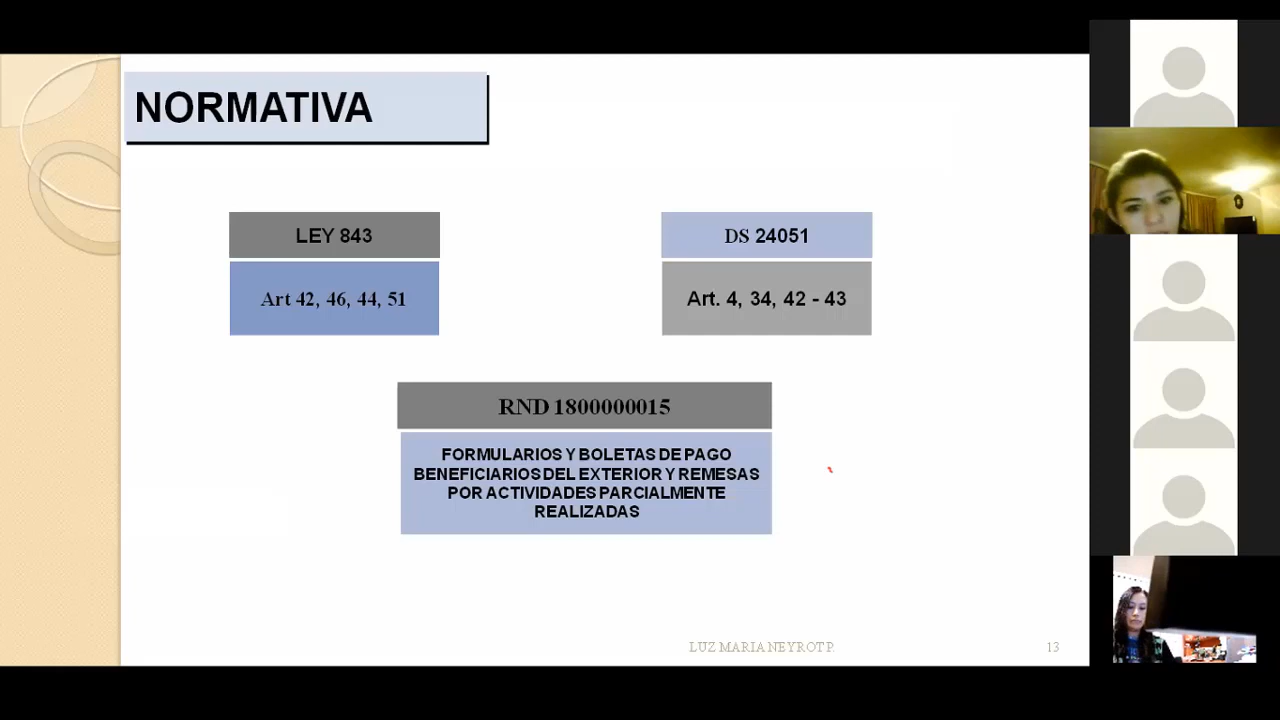 NORMATIVA
LEY 843
Art 42, 46, 44, 51
DS 24051
Art. 4, 34, 42 - 43
RND 1800000015
FORMULARIOS Y BOLETAS DE PAGO
BENEFICIARIOS DEL EXTERIOR Y REMESAS
POR ACTIVIDADES PARCIALMENTE
REALIZADAS
LUZ MARIA NEYROT P.
13